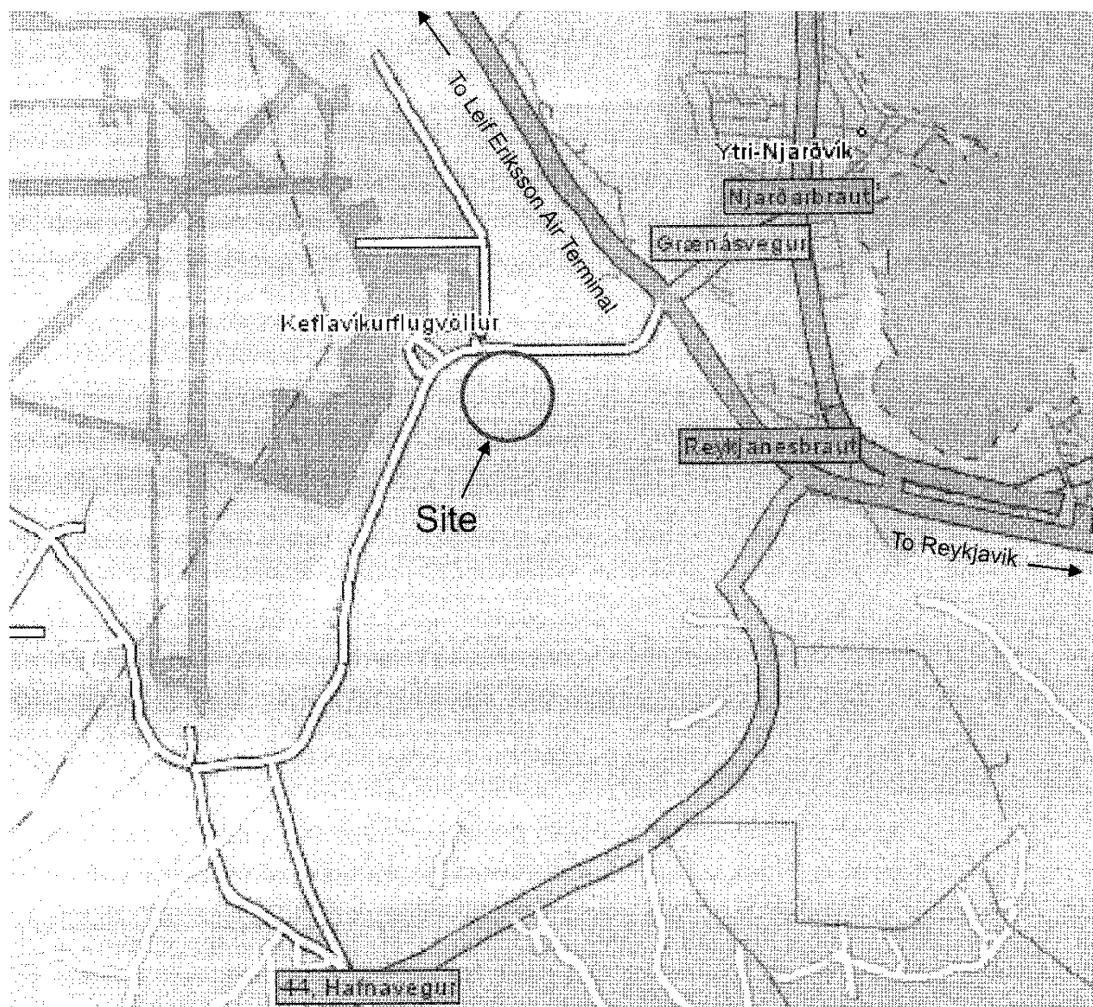 To Leif Eriksson Air Terminal
Ytri-Njarðvík
Njarðarbraut
Grænásvegur
Keflavíkurflugvöllur
Reykjanesbraut
Site
To Reykjavik
44, Hafnavegur